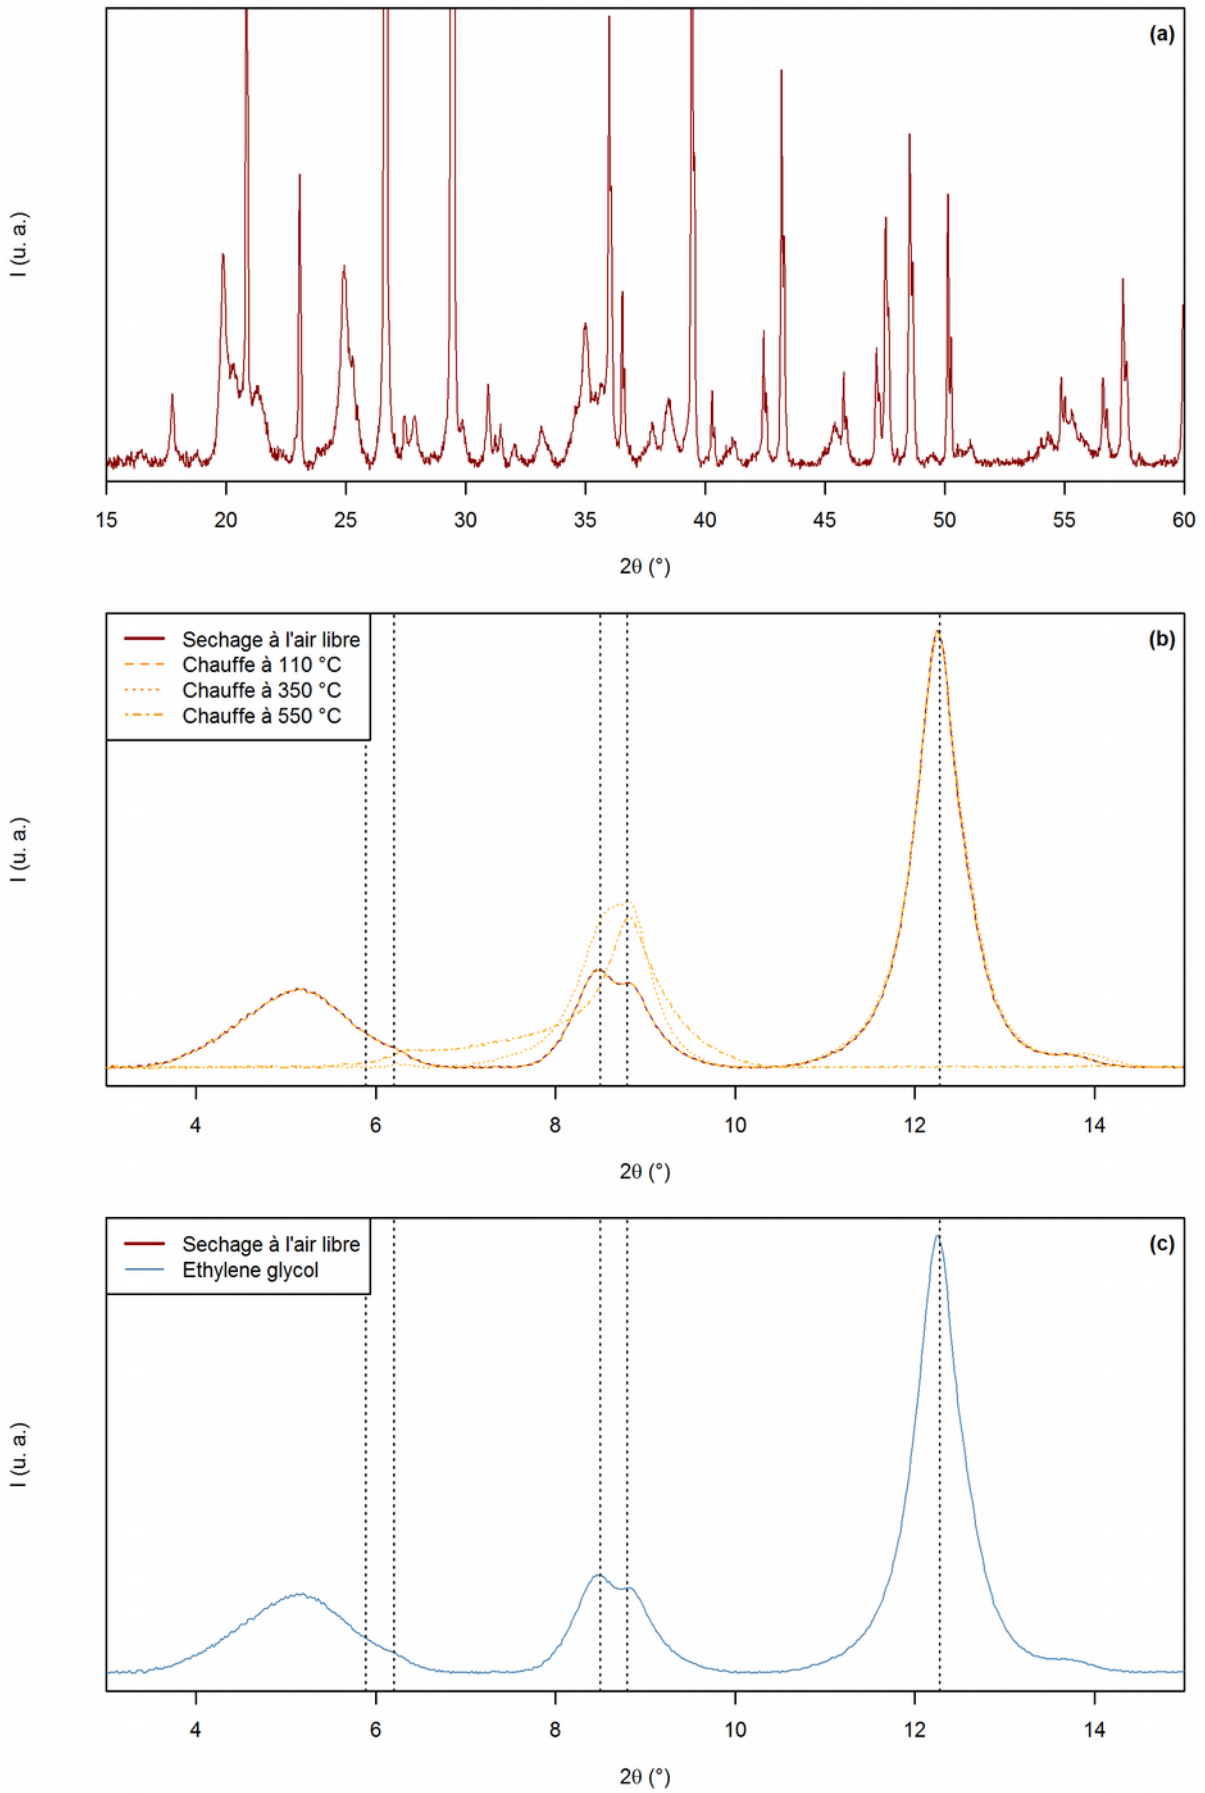 (a)
I (u. a.)
15 20 25 30 35 40 45 50 55 60
2θ (°)
Sechage à l'air libre
Chauffe à 110 °C
Chauffe à 350 °C
Chauffe à 550 °C
(b)
I (u. a.)
4 6 8 10 12 14
2θ (°)
Sechage à l'air libre
Ethylene glycol
(c)
I (u. a.)
4 6 8 10 12 14
2θ (°)